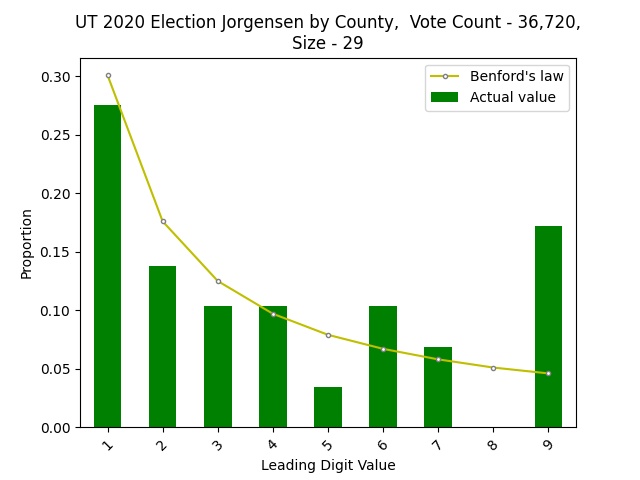 UT 2020 Election Jorgensen by County,  Vote Count - 36,720,
Size - 29
Benford's law
Actual value
0.30
0.25
0.20
0.15
0.10
0.05
0.00
Proportion
1 2 3 4 5 6 7 8 9
Leading Digit Value